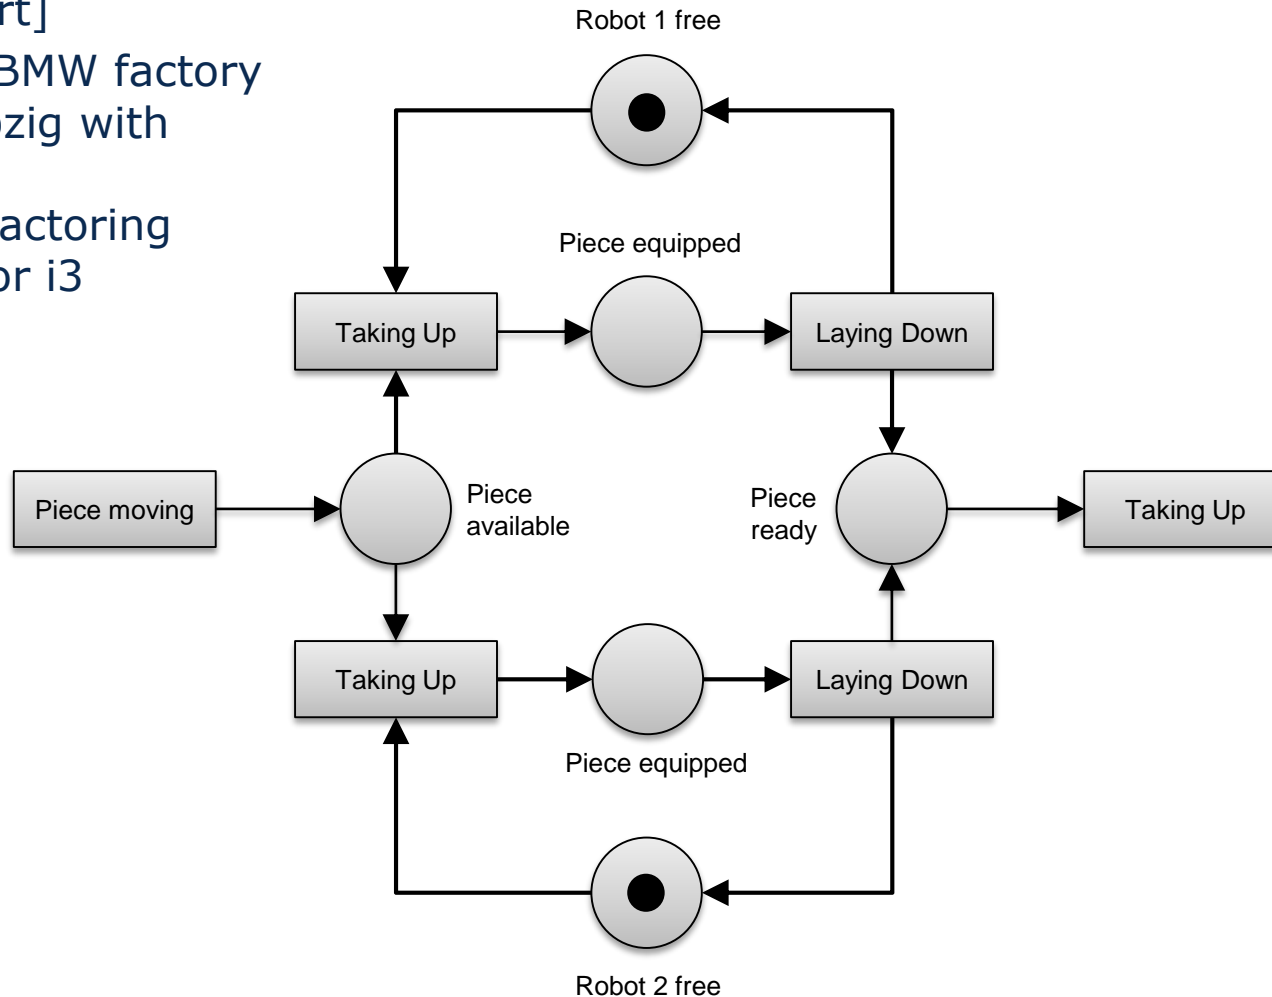 rt]
BMW factory
zig with
actoring
or i3
Robot 1 free
Piece equipped
Taking Up
Laying Down
Piece moving
Piece
available
Piece
ready
Taking Up
Taking Up
Laying Down
Piece equipped
Robot 2 free